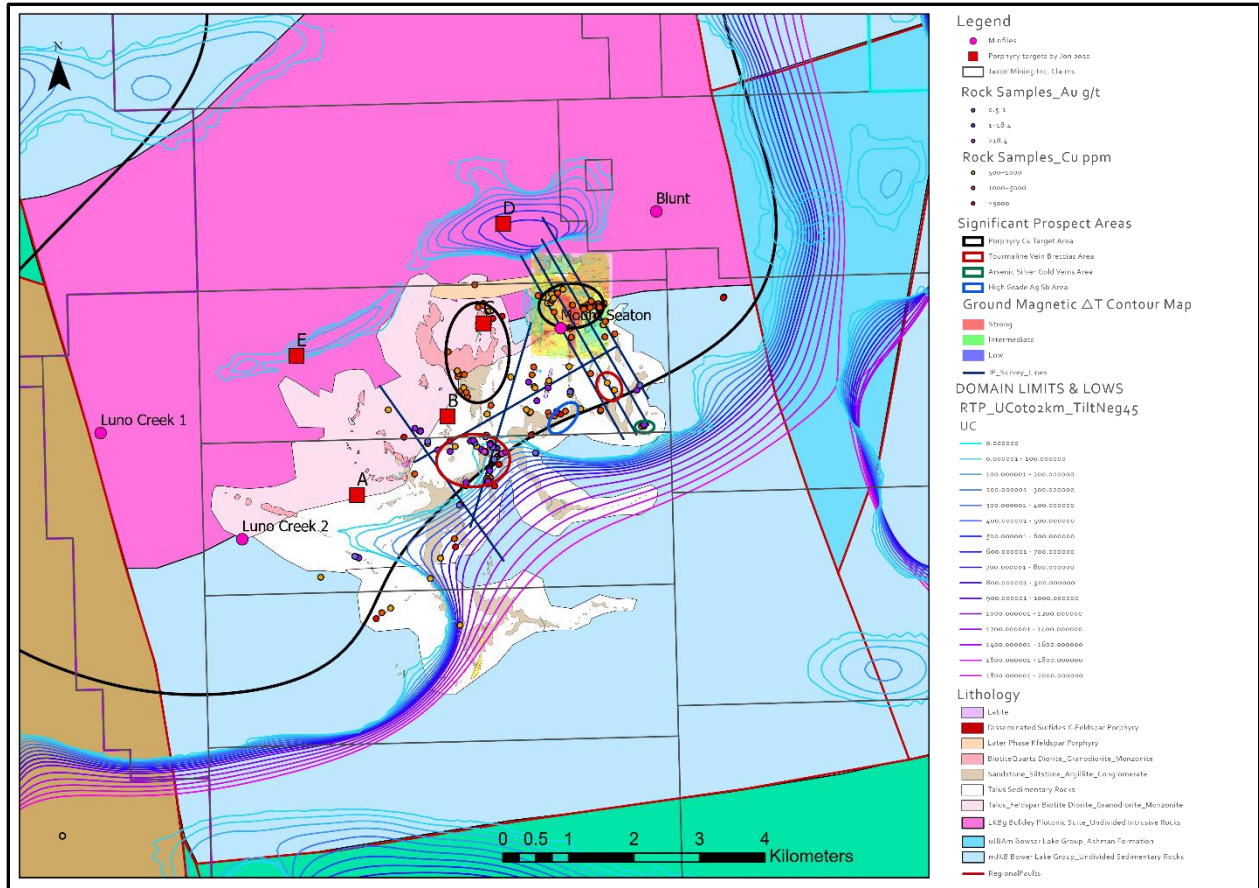 N
D
Blunt
C
Mount Seaton
E
B
Luno Creek 1
A
Luno Creek 2
0 0.5 1 2 3 4
Kilometers
Legend
Minfiles
Porphyry targets by Jon 2020
Jaxon Mining Inc. Claims
Rock Samples_Au g/t
0.5-1
1-18.4
>18.4
Rock Samples_Cu ppm
500-1000
1000-5000
>5000
Significant Prospect Areas
Porphyry Cu Target Area
Tourmaline Vein Breccias Area
Arsenic Silver Gold Veins Area
High Grade Ag Sb Area
Ground Magnetic △T Contour Map
Strong
Intermediate
Low
IP_Survey_Lines
DOMAIN LIMITS & LOWS
RTP_UCoto2km_TiltNeg45
UC
0.000000
0.000001 - 100.000000
100.000001 - 200.000000
200.000001 - 300.000000
300.000001 - 400.000000
400.000001 - 500.000000
500.000001 - 600.000000
600.000001 - 700.000000
700.000001 - 800.000000
800.000001 - 900.000000
900.000001 - 1000.000000
1000.000001 - 1200.000000
1200.000001 - 1400.000000
1400.000001 - 1600.000000
1600.000001 - 1800.000000
1800.000001 - 2000.000000
Lithology
Latite
Disseminated Sulfides K-Feldspar Porphyry
Later Phase Kfeldspar Porphyry
BiotiteQuartz Diorite_Granodiorite_Monzonite
Sandstone_Siltstone_Argillite_Conglomerate
Talus Sedimentary Rocks
Talus_Feldspar Biotite Diorite_Granodiorite_Monzonite
LKBg Bulkley Plutonic Suite_Undivided Intrusive Rocks
uJBAm Bowser Lake Group_Ashman Formation
mJKB Bower Lake Group_Undivided Sedimentary Rocks
RegionalFaults